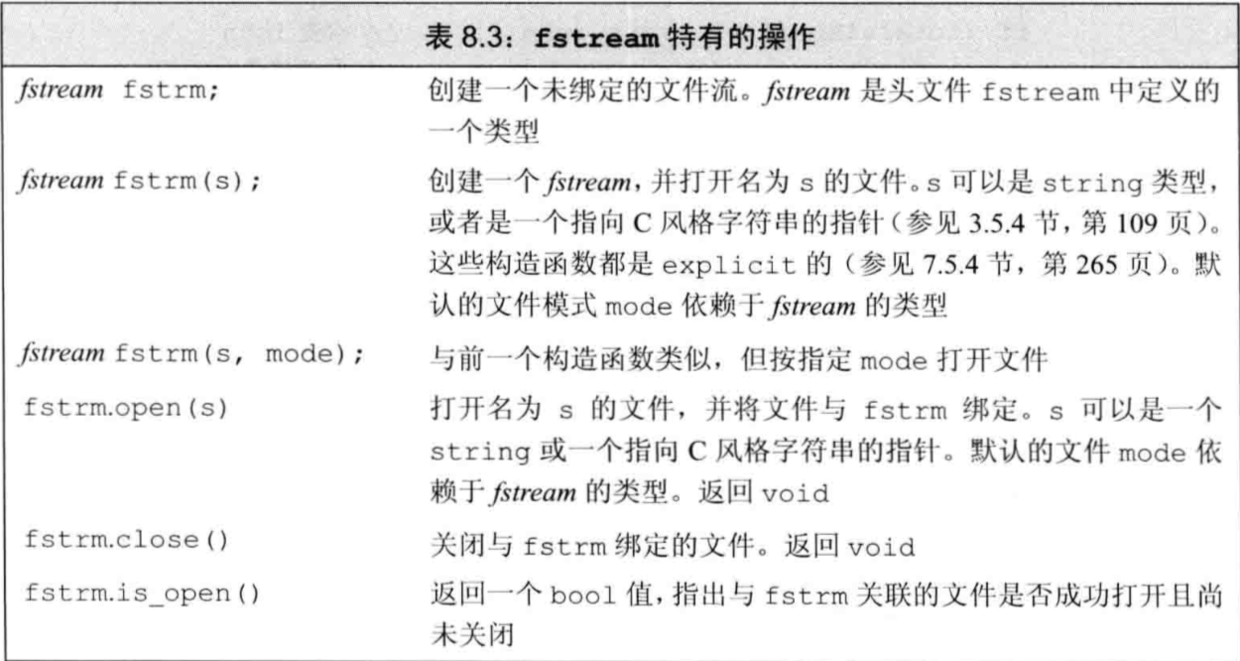 表 8.3：fstream 特有的操作
fstream fstrm; 创建一个未绑定的文件流。fstream 是头文件 fstream 中定义的
一个类型
fstream fstrm(s); 创建一个 fstream，并打开名为 s 的文件。s 可以是 string 类型，
或者是一个指向 C 风格字符串的指针（参见 3.5.4 节，第 109 页）。
这些构造函数都是 explicit 的（参见 7.5.4 节，第 265 页）。默
认的文件模式 mode 依赖于 fstream 的类型
fstream fstrm(s, mode); 与前一个构造函数类似，但按指定 mode 打开文件
fstrm.open(s) 打开名为 s 的文件，并将文件与 fstrm 绑定。s 可以是一个
string 或一个指向 C 风格字符串的指针。默认的文件 mode 依
赖于 fstream 的类型。返回 void
fstrm.close() 关闭与 fstrm 绑定的文件。返回 void
fstrm.is_open() 返回一个 bool 值，指出与 fstrm 关联的文件是否成功打开且尚
未关闭